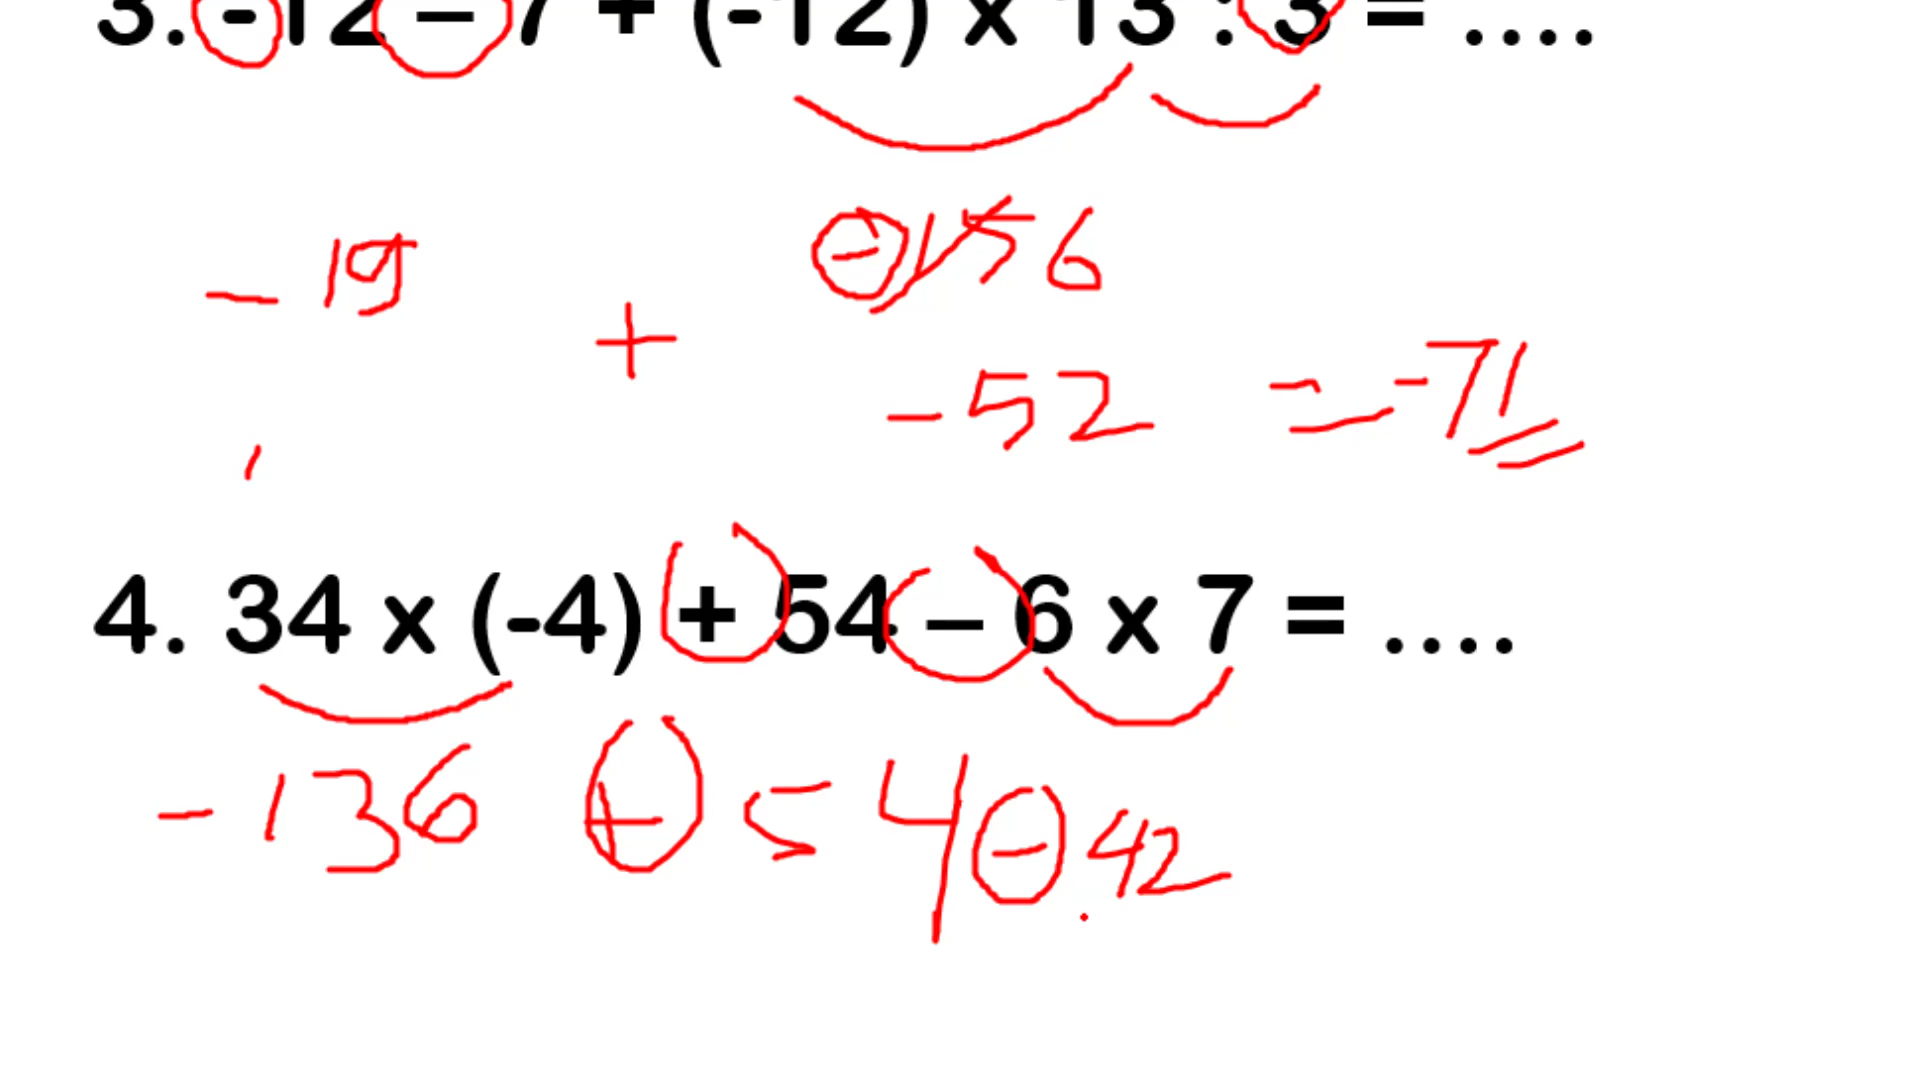 3. -12 – 7 + (-12) x 13 : 3 = ....
- 19 + -156
-52 = -71
4. 34 x (-4) + 54 – 6 x 7 = ....
- 136 + 54 - 42